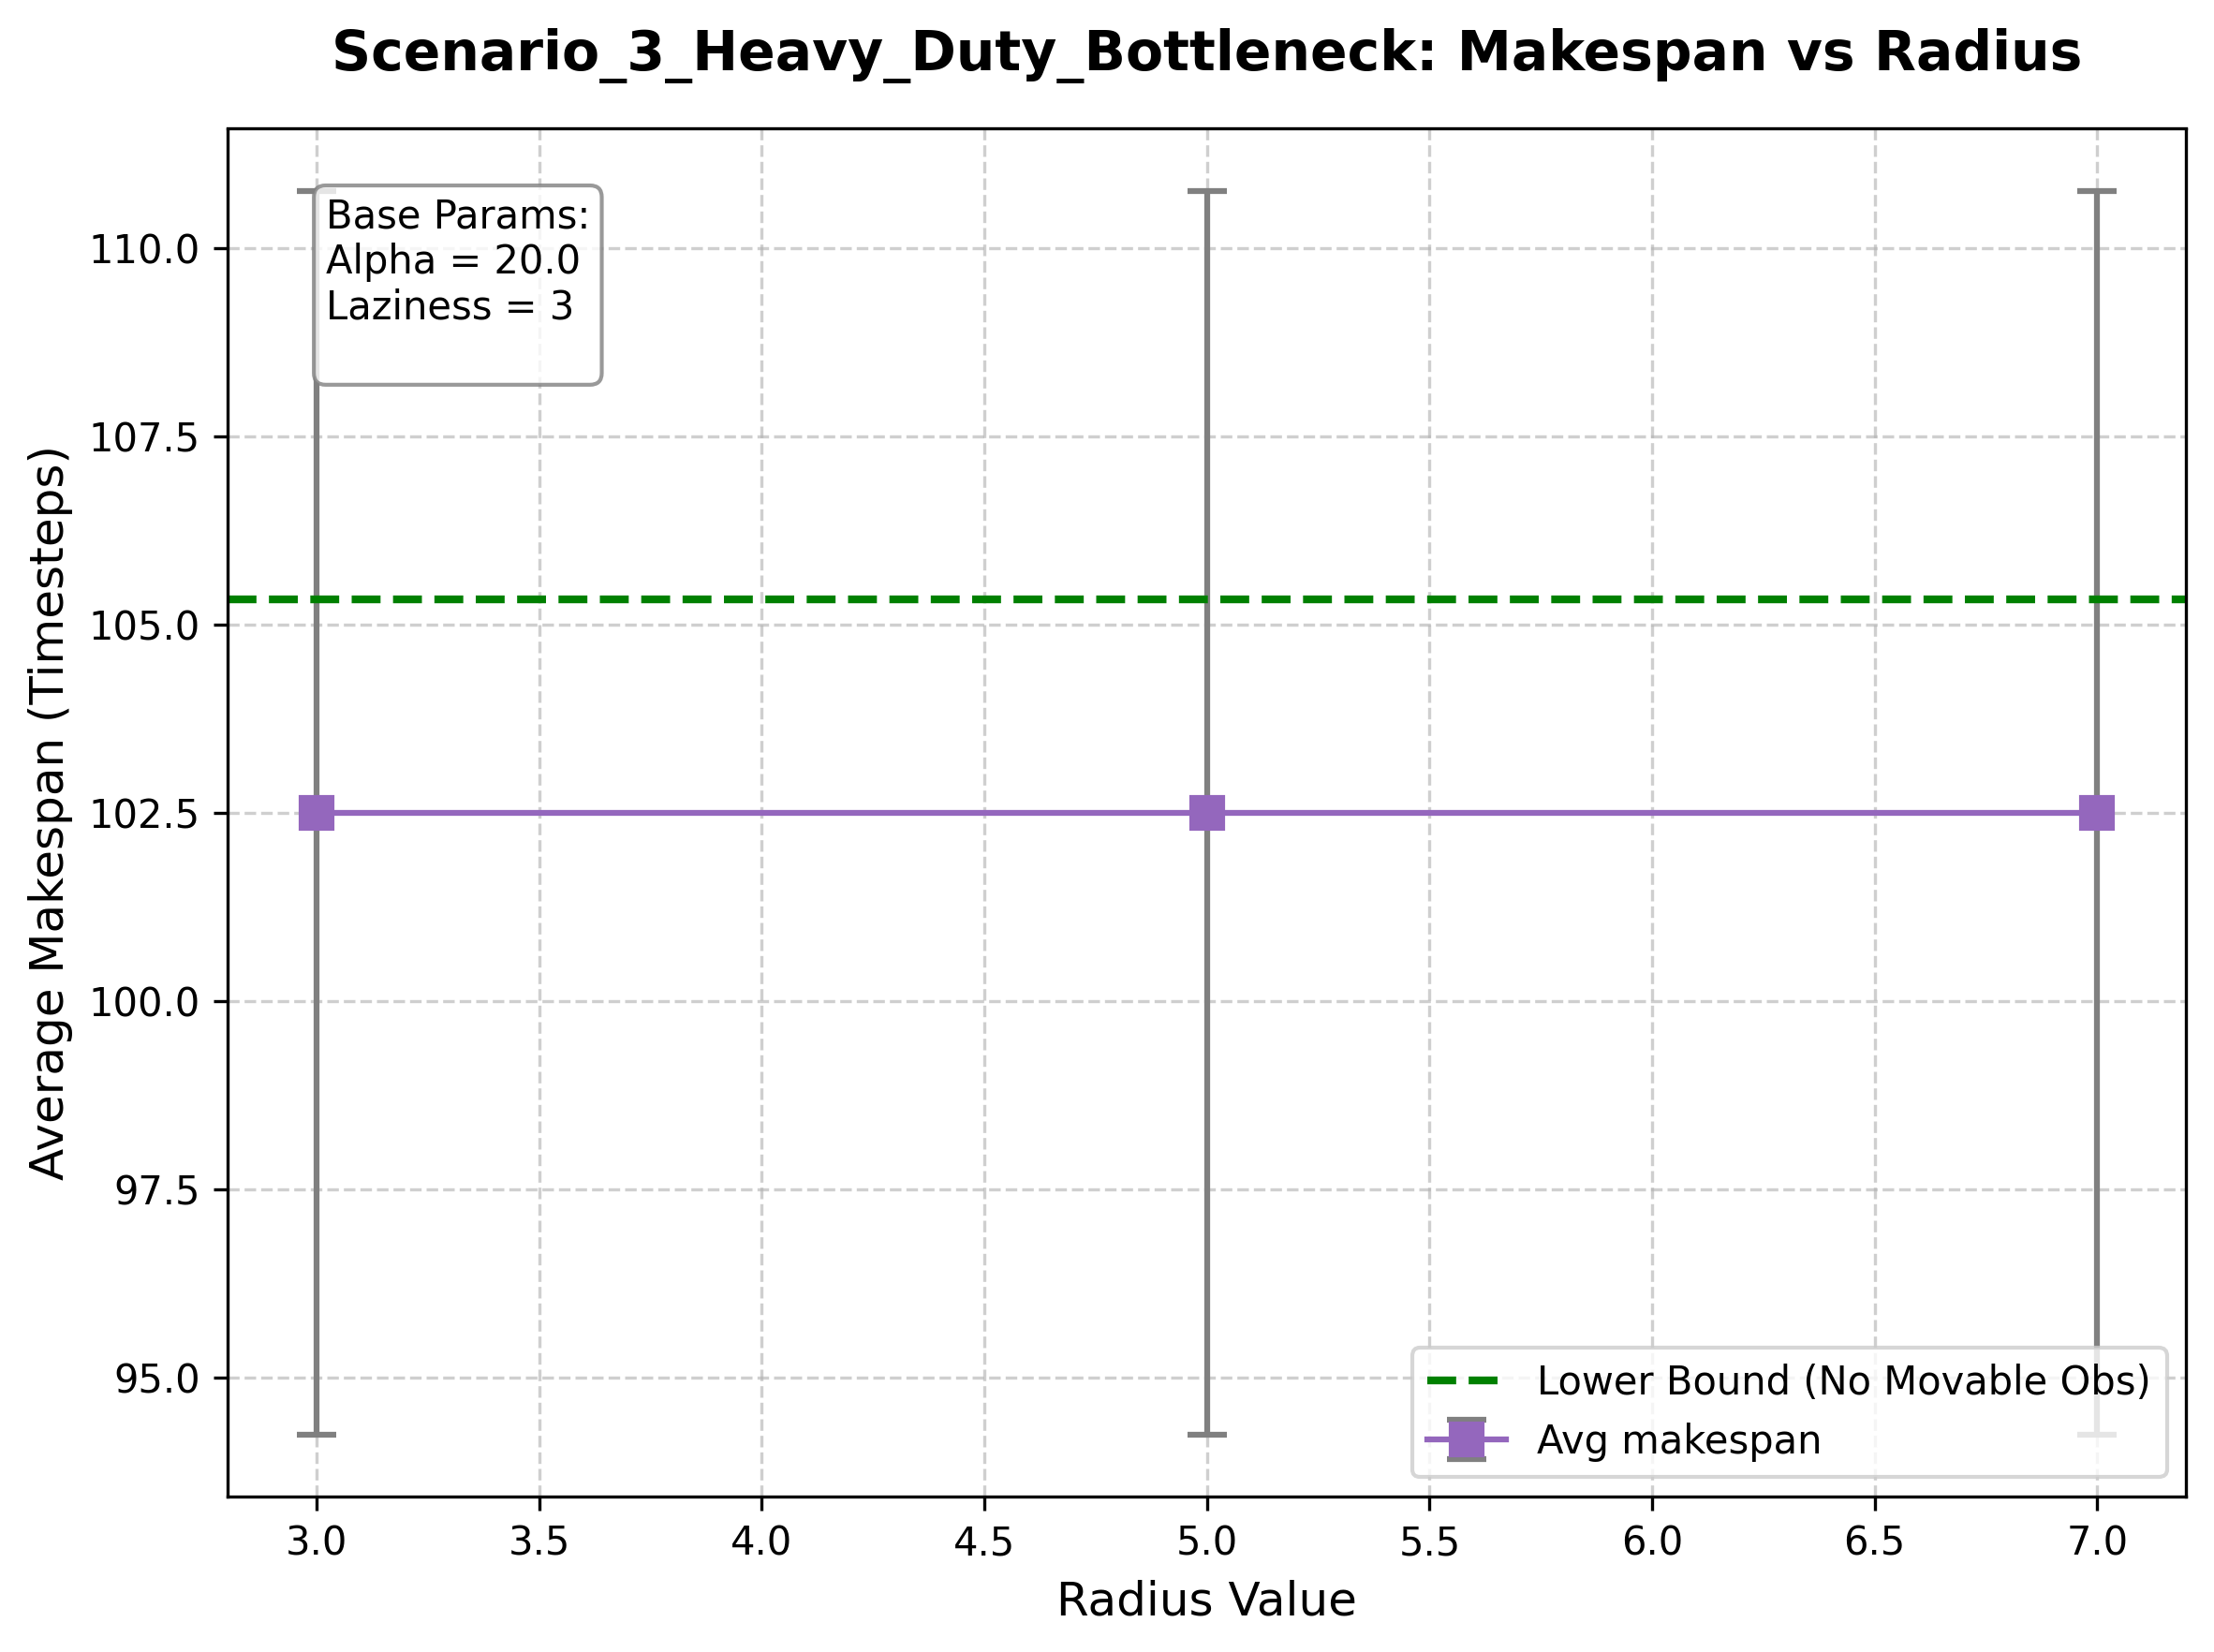 Scenario_3_Heavy_Duty_Bottleneck: Makespan vs Radius
Base Params:
Alpha = 20.0
Laziness = 3
Average Makespan (Timesteps)
110.0
107.5
105.0
102.5
100.0
97.5
95.0
Lower Bound (No Movable Obs)
Avg makespan
3.0 3.5 4.0 4.5 5.0 5.5 6.0 6.5 7.0
Radius Value